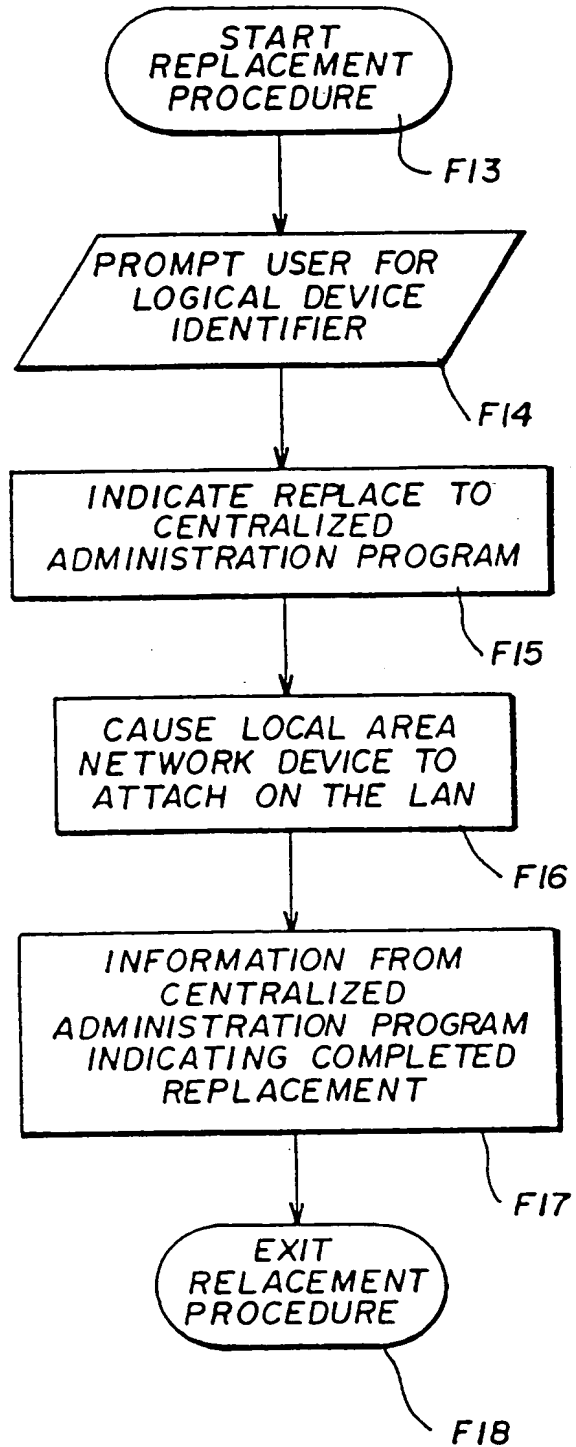 START
REPLACEMENT
PROCEDURE
F13
PROMPT USER FOR
LOGICAL DEVICE
IDENTIFIER
F14
INDICATE REPLACE TO
CENTRALIZED
ADMINISTRATION PROGRAM
F15
CAUSE LOCAL AREA
NETWORK DEVICE TO
ATTACH ON THE LAN
F16
INFORMATION FROM
CENTRALIZED
ADMINISTRATION PROGRAM
INDICATING COMPLETED
REPLACEMENT
F17
EXIT
RELACEMENT
PROCEDURE
F18